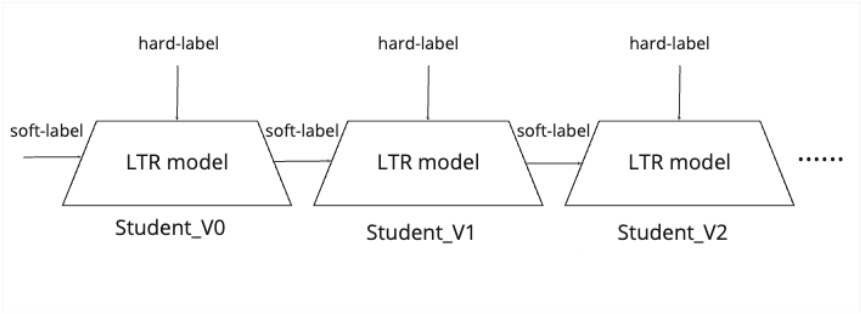 hard-label
hard-label
hard-label
soft-label
soft-label
soft-label
LTR model
LTR model
LTR model
......
Student_V0
Student_V1
Student_V2